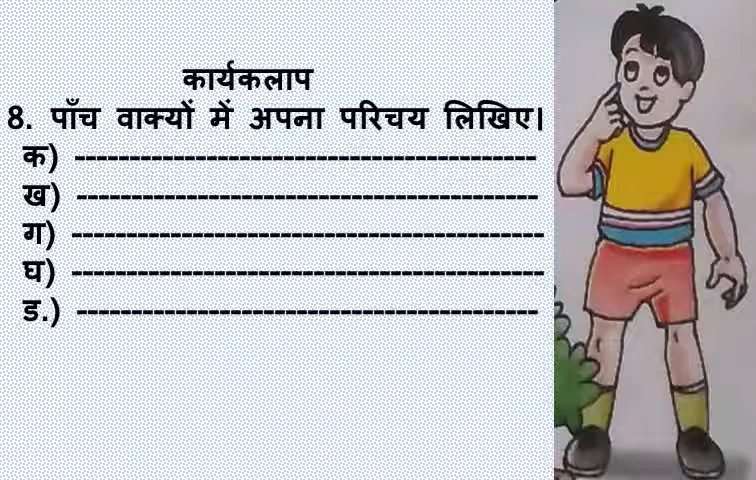 कार्यकलाप
8. पाँच वाक्यों में अपना परिचय लिखिए।
क) ------------------------------------------
ख) ------------------------------------------
ग) -------------------------------------------
घ) -------------------------------------------
ड.) ------------------------------------------